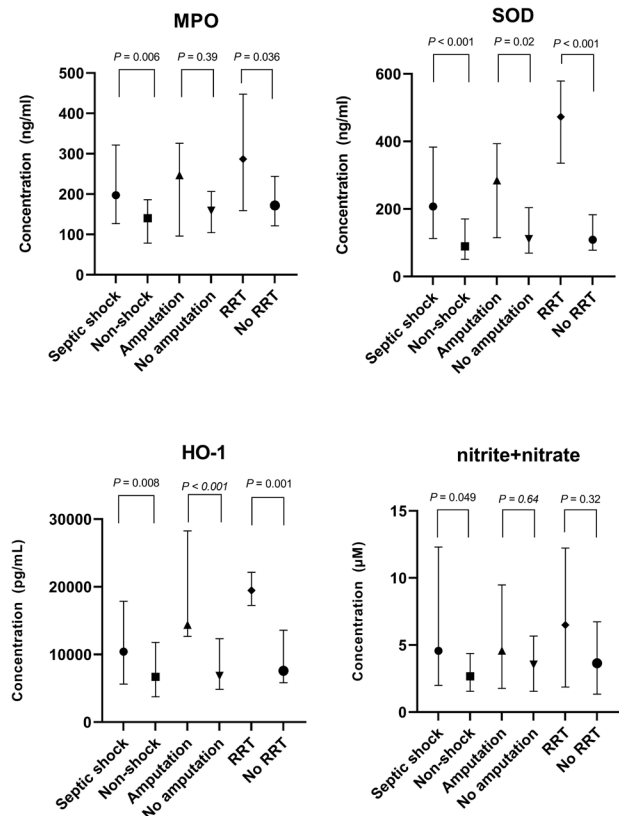 MPO
P = 0.006
P = 0.39
P = 0.036
Concentration (ng/ml)
500
400
300
200
100
0
Septic shock
Non-shock
Amputation
No amputation
RRT
No RRT
SOD
P < 0.001
P = 0.02
P < 0.001
Concentration (ng/ml)
600
400
200
0
Septic shock
Non-shock
Amputation
No amputation
RRT
No RRT
HO-1
P = 0.008
P < 0.001
P = 0.001
Concentration (pg/mL)
30000
20000
10000
0
Septic shock
Non-shock
Amputation
No amputation
RRT
No RRT
nitrite+nitrate
P = 0.049
P = 0.64
P = 0.32
Concentration (µM)
15
10
5
0
Septic shock
Non-shock
Amputation
No amputation
RRT
No RRT